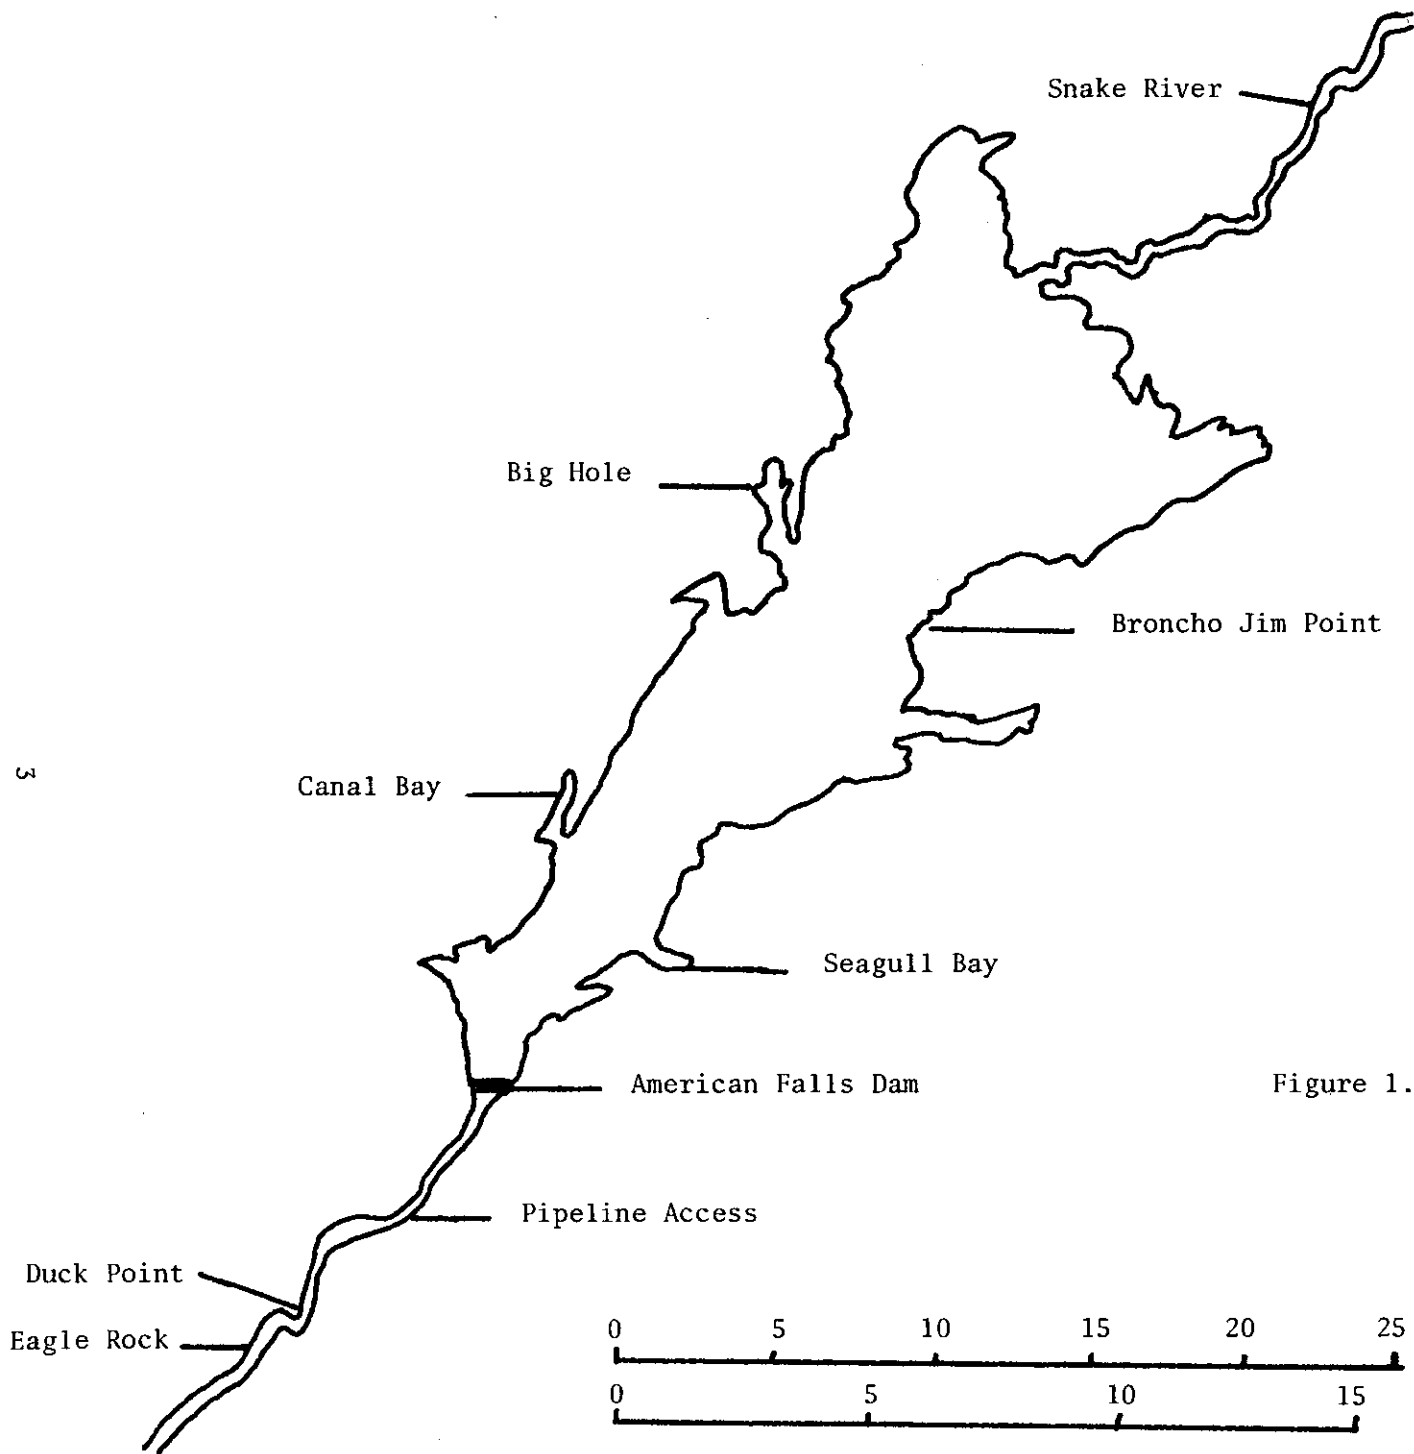 Snake River
Big Hole
Broncho Jim Point
3
Canal Bay
Seagull Bay
American Falls Dam
Figure 1.
Pipeline Access
Duck Point
Eagle Rock
0 5 10 15 20 25
0 5 10 15